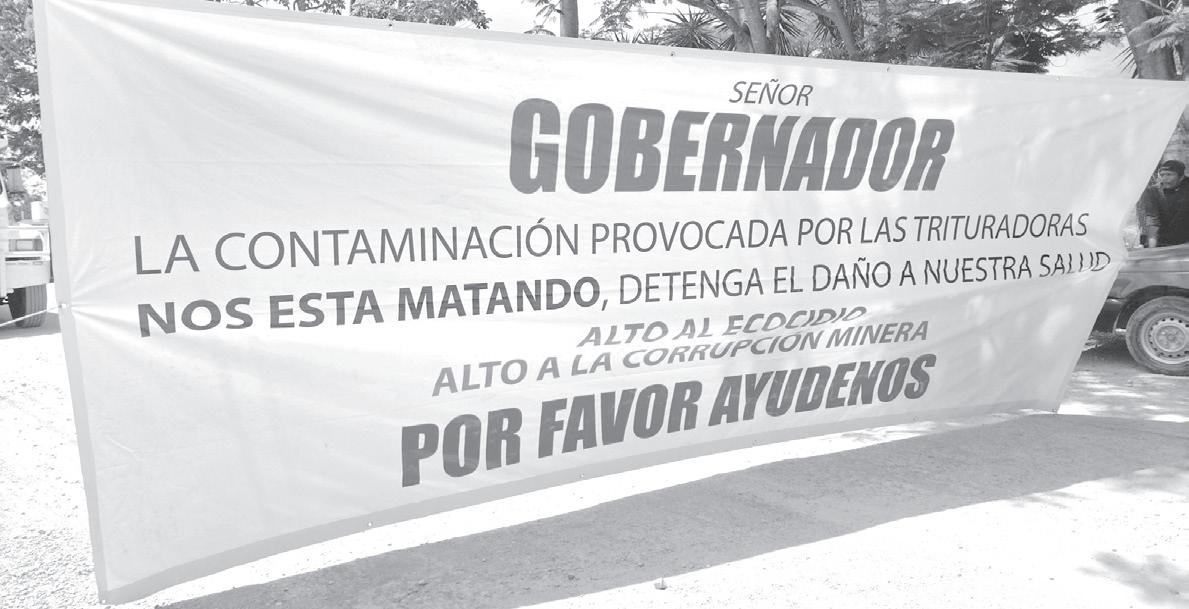 SEÑOR
GOBERNADOR
LA CONTAMINACIÓN PROVOCADA POR LAS TRITURADORAS
NOS ESTA MATANDO, DETENGA EL DAÑO A NUESTRA SALUD
ALTO AL ECOCIDIO
ALTO A LA CORRUPCIÓN MINERA
POR FAVOR AYUDENOS